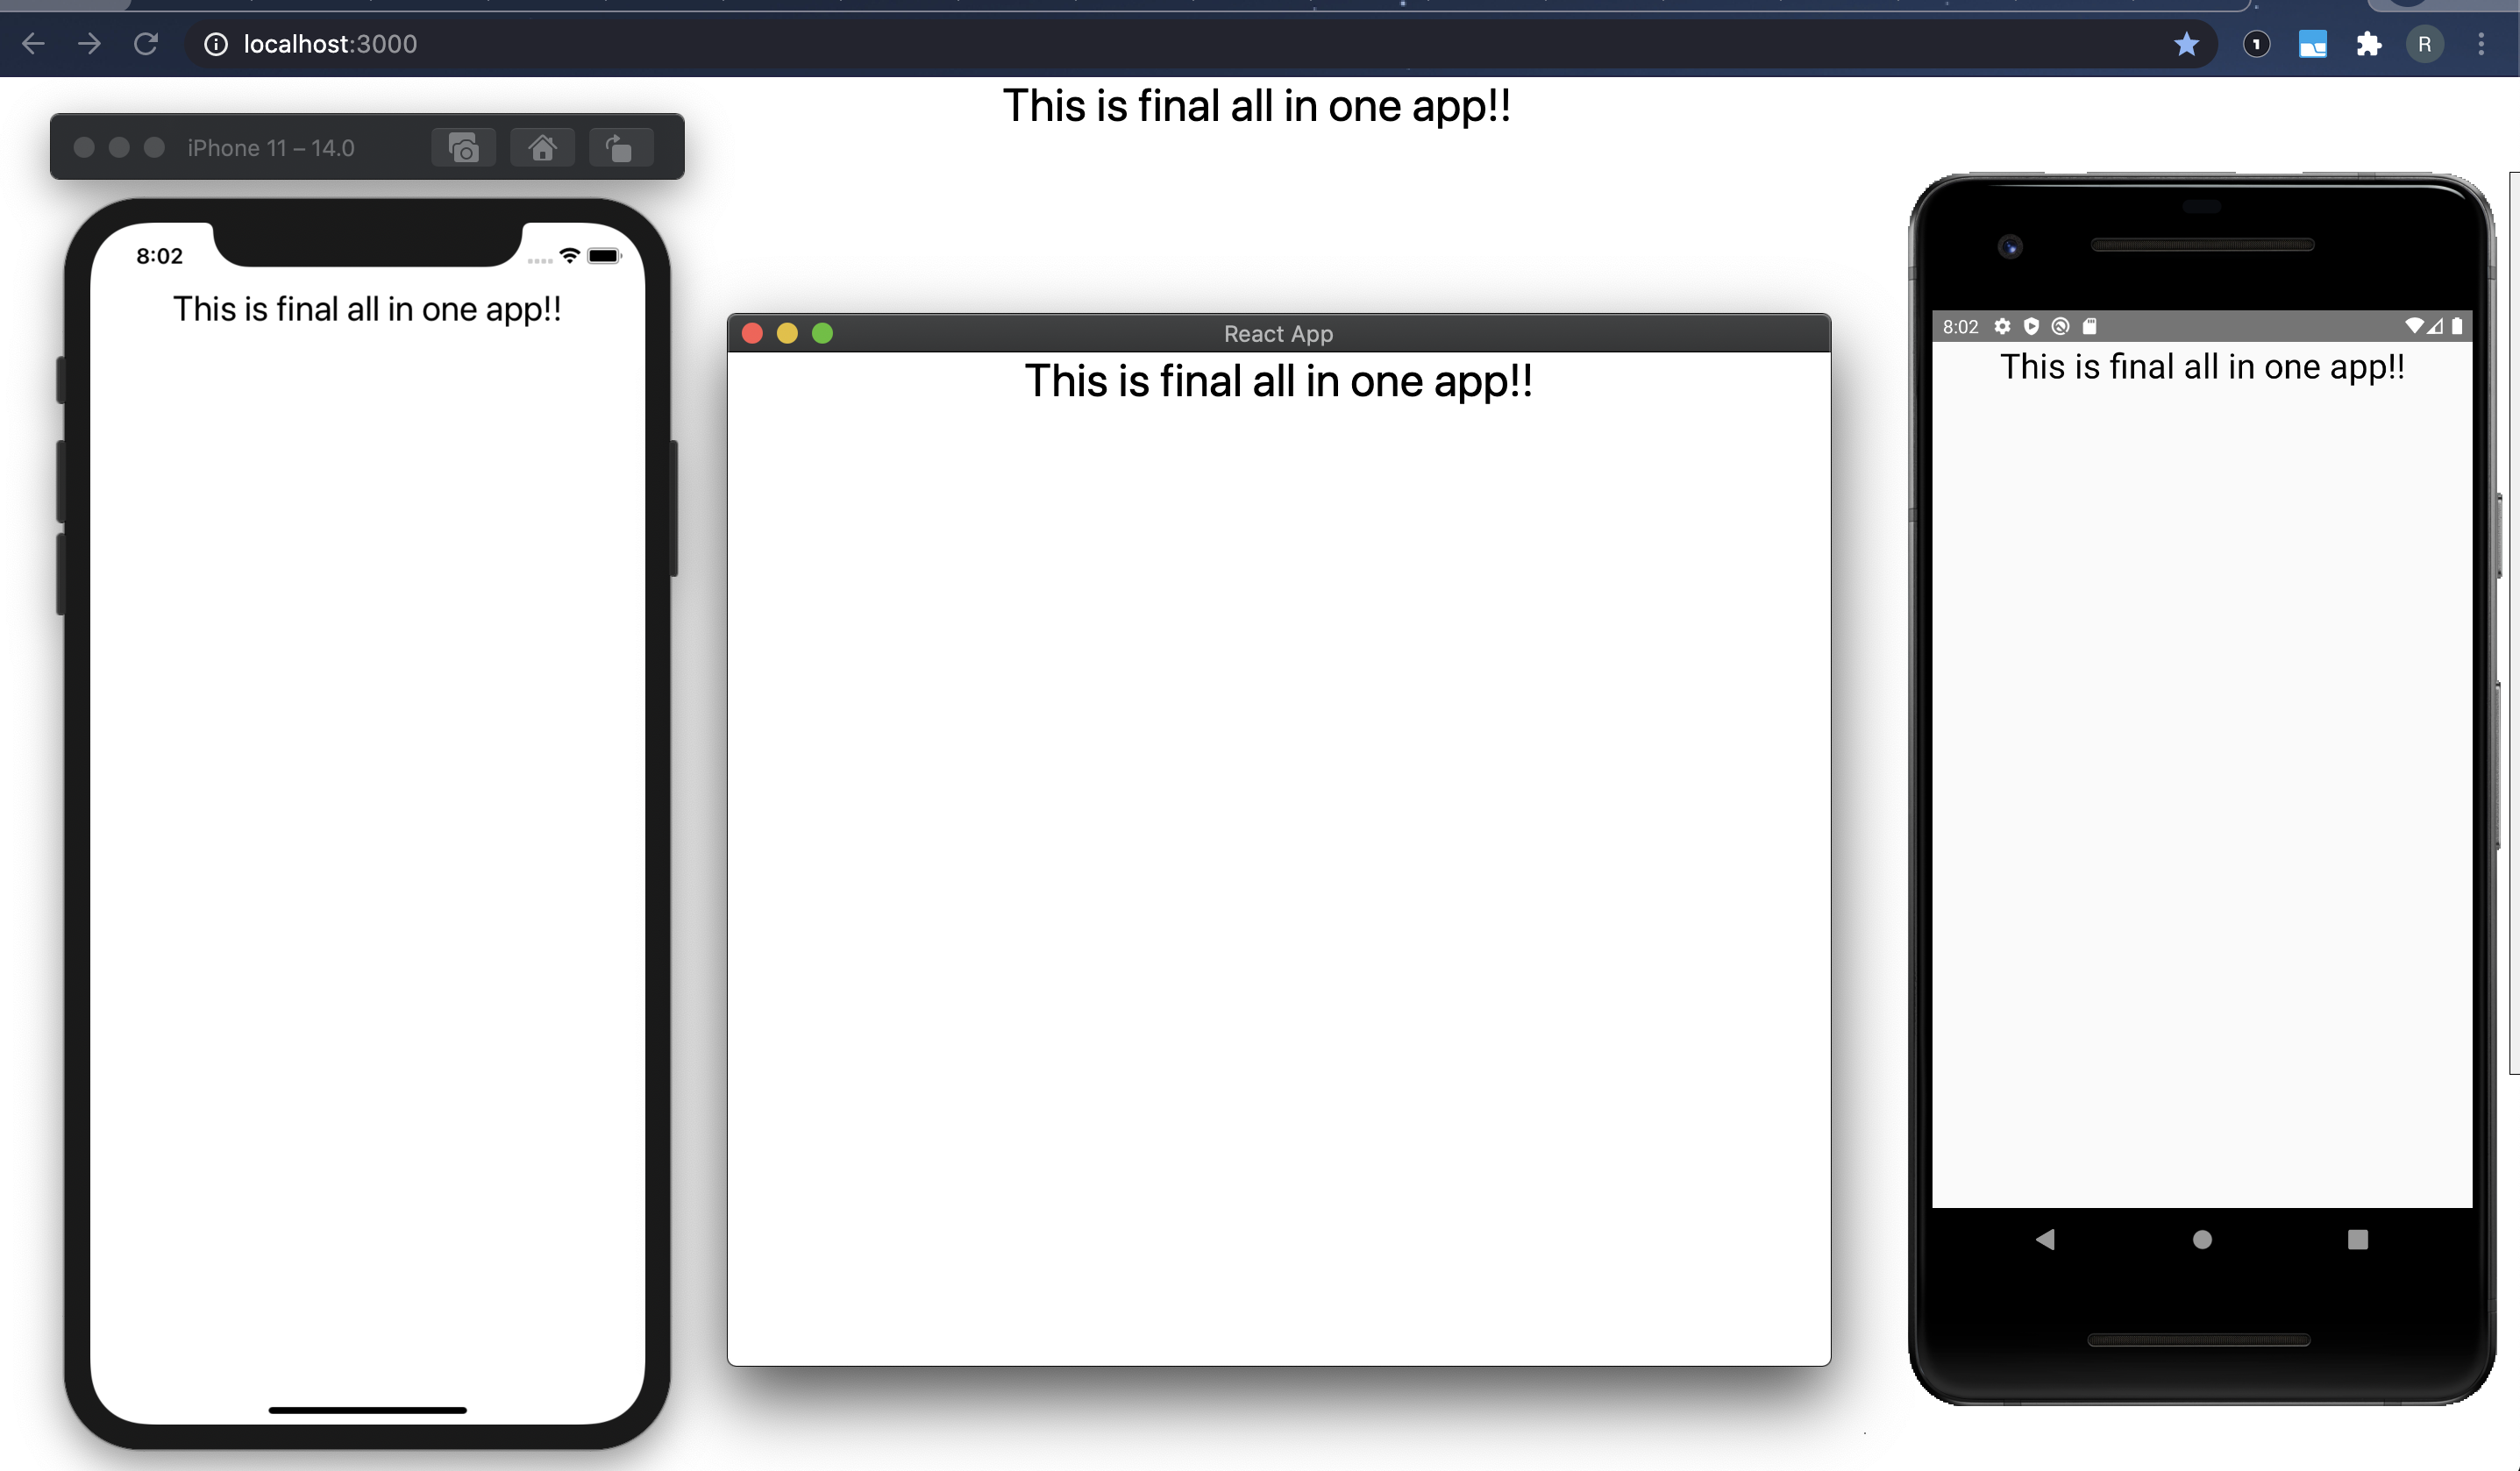 localhost:3000
1
R
This is final all in one app!!
iPhone 11 – 14.0
8:02
This is final all in one app!!
React App
This is final all in one app!!
8:02
This is final all in one app!!